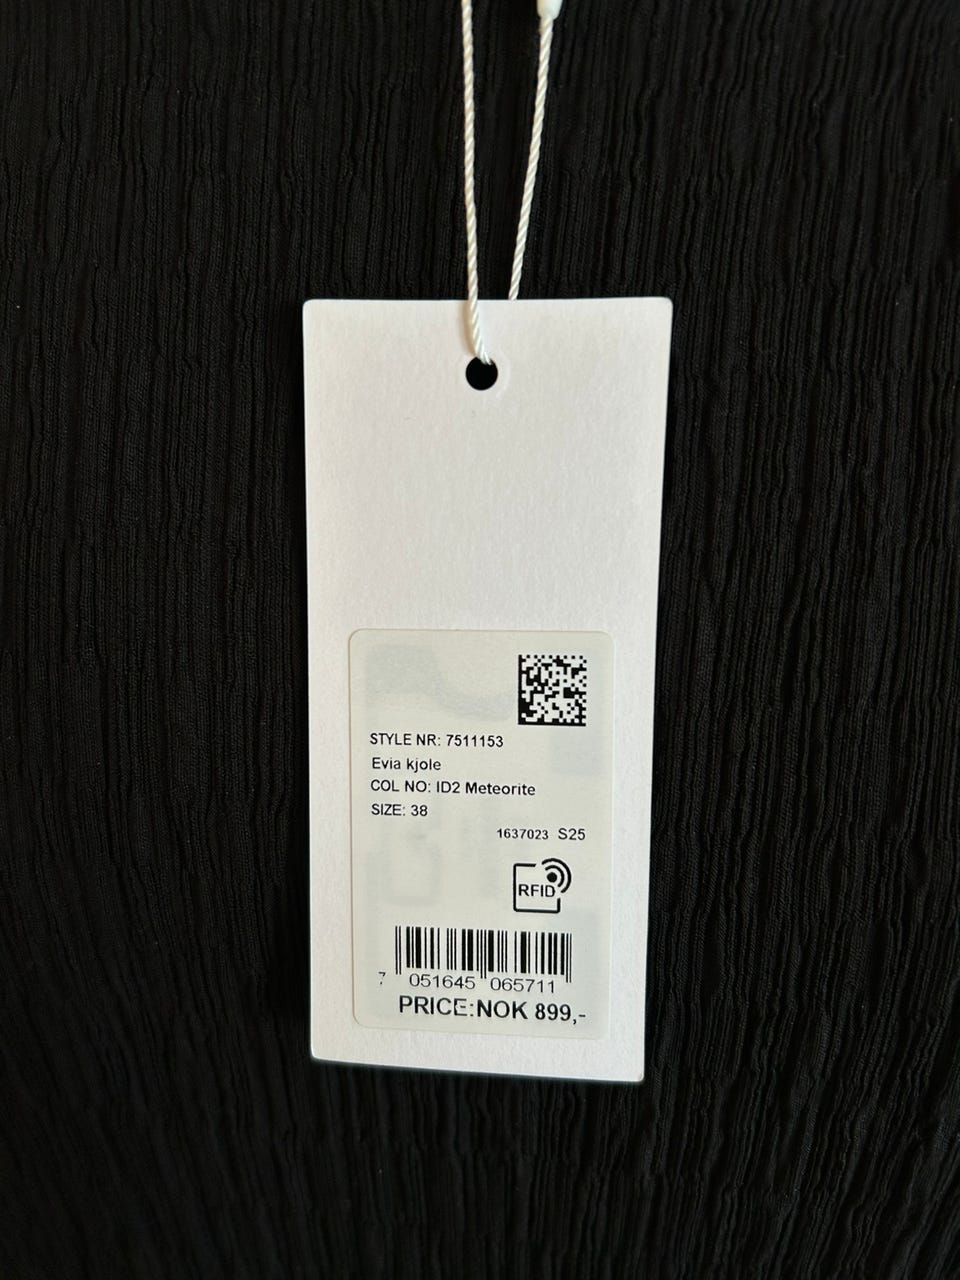 STYLE NR: 7511153
Evia kjole
COL NO: ID2 Meteorite
SIZE: 38
1637023 S25
RFID
7 051645 065711
PRICE:NOK 899,-